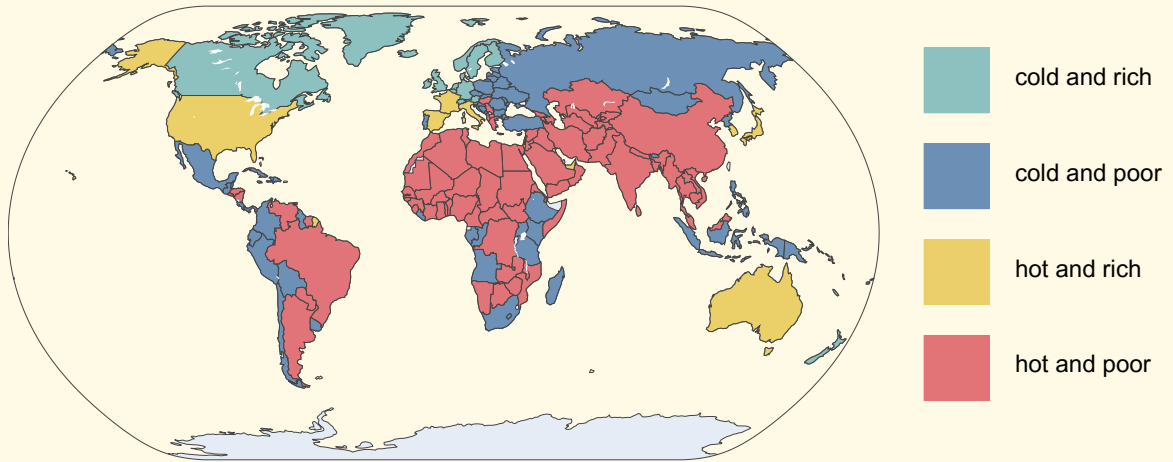 cold and rich
cold and poor
hot and rich
hot and poor